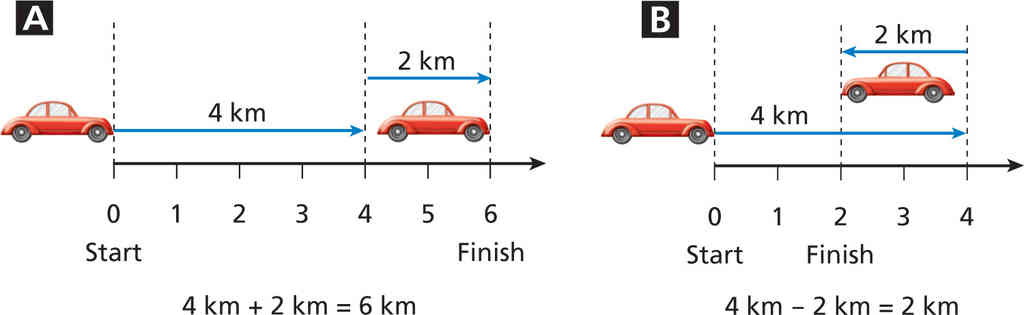 A
2 km
4 km
0 1 2 3 4 5 6
Start Finish
4 km + 2 km = 6 km
B
2 km
4 km
0 1 2 3 4
Start Finish
4 km − 2 km = 2 km